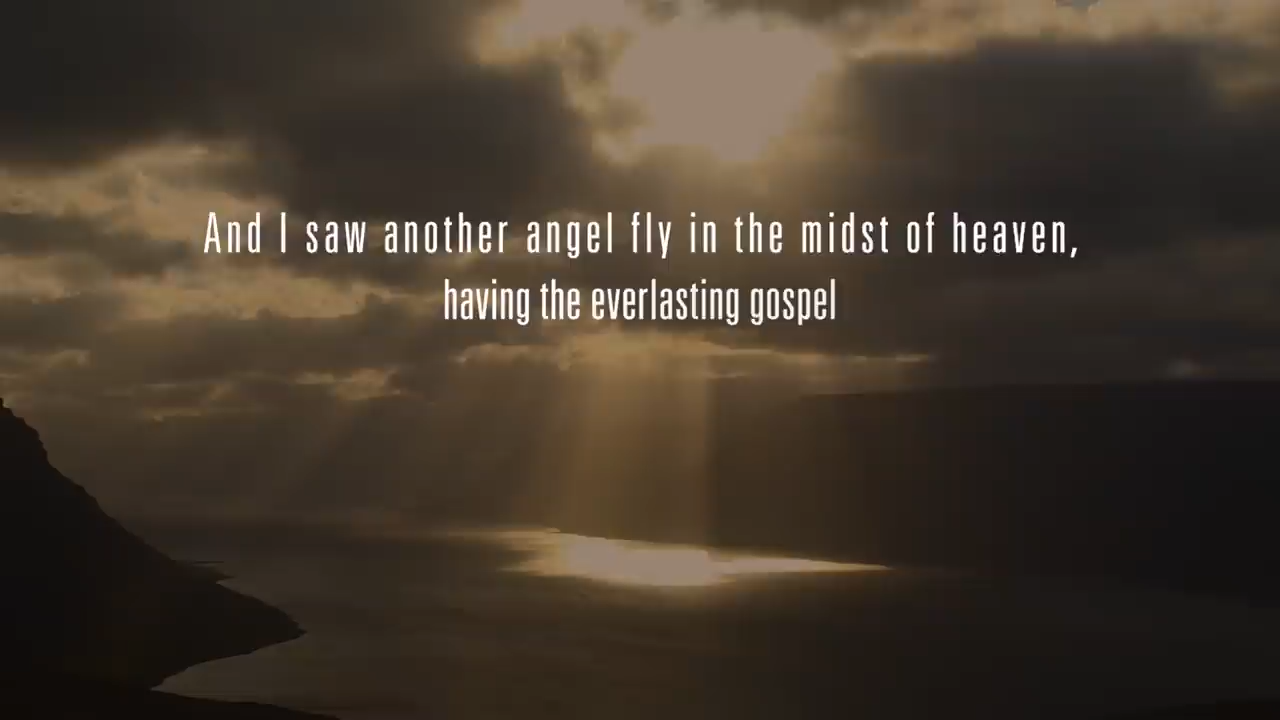 And I saw another angel fly in the midst of heaven,
having the everlasting gospel